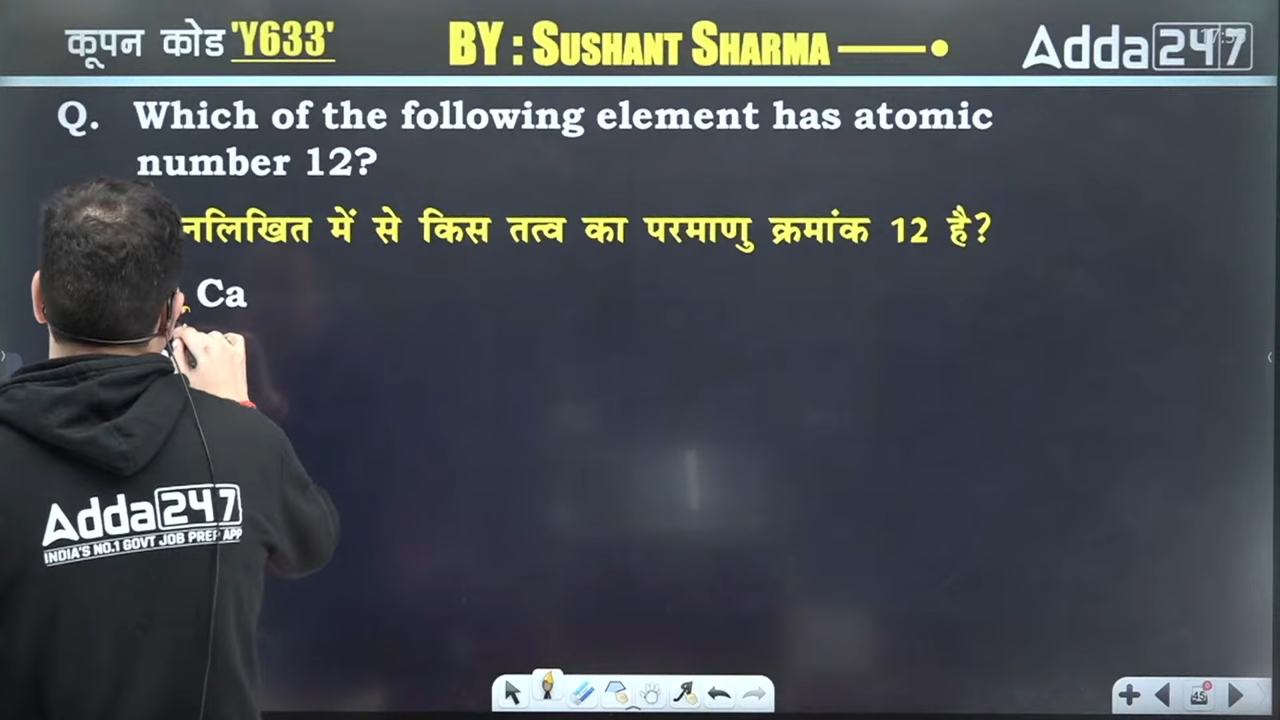 कूपन कोड 'Y633' BY : SUSHANT SHARMA Adda247
Q. Which of the following element has atomic
number 12?
में से किस तत्व का परमाणु क्रमांक 12 है?
Ca
Adda247
INDIA'S NO.1 GOVT JOB PREP APP
45